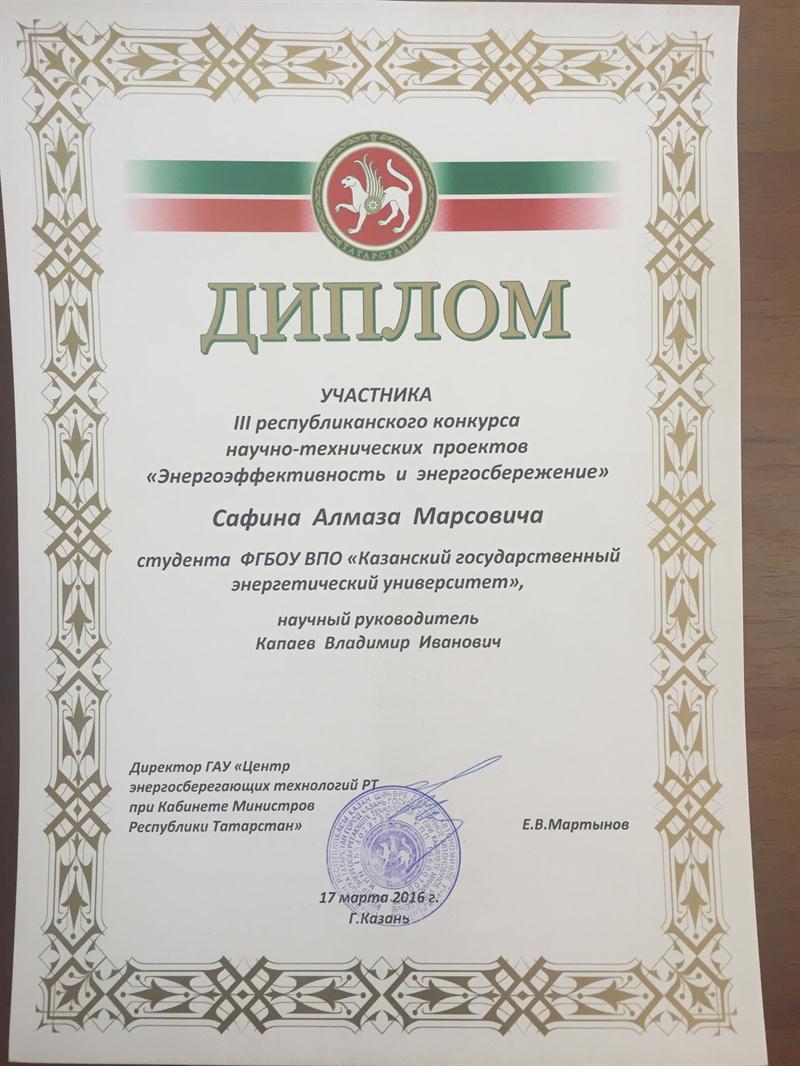 ТАТАРСТАН
ДИПЛОМ
УЧАСТНИКА
III республиканского конкурса
научно-технических проектов
«Энергоэффективность и энергосбережение»
Сафина Алмаза Марсовича
студента ФГБОУ ВПО «Казанский государственный
энергетический университет»,
научный руководитель
Капаев Владимир Иванович
Директор ГАУ «Центр
энергосберегающих технологий РТ
при Кабинете Министров
Республики Татарстан»
Е.В.Мартынов
17 марта 2016 г.
Г.Казань